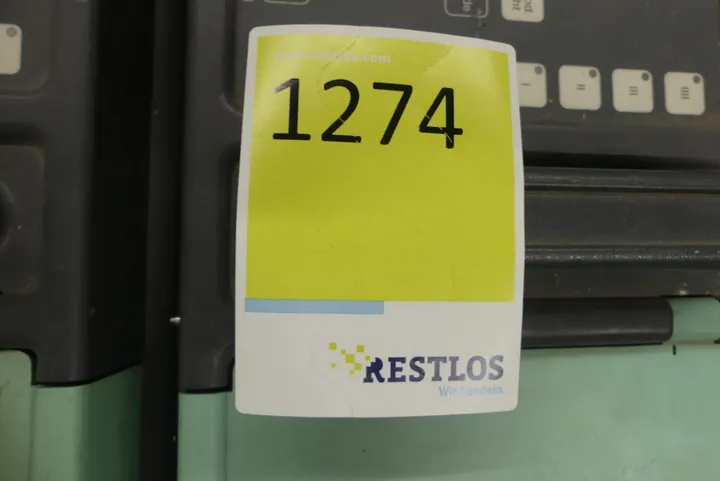 1274
RESTLOS
Wir handeln.